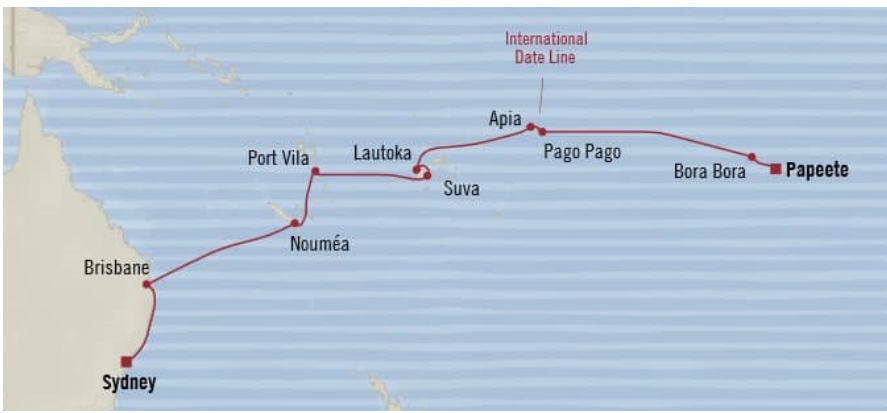 International
Date Line
Apia
Lautoka
Pago Pago
Port Vila
Bora Bora
Papeete
Suva
Nouméa
Brisbane
Sydney